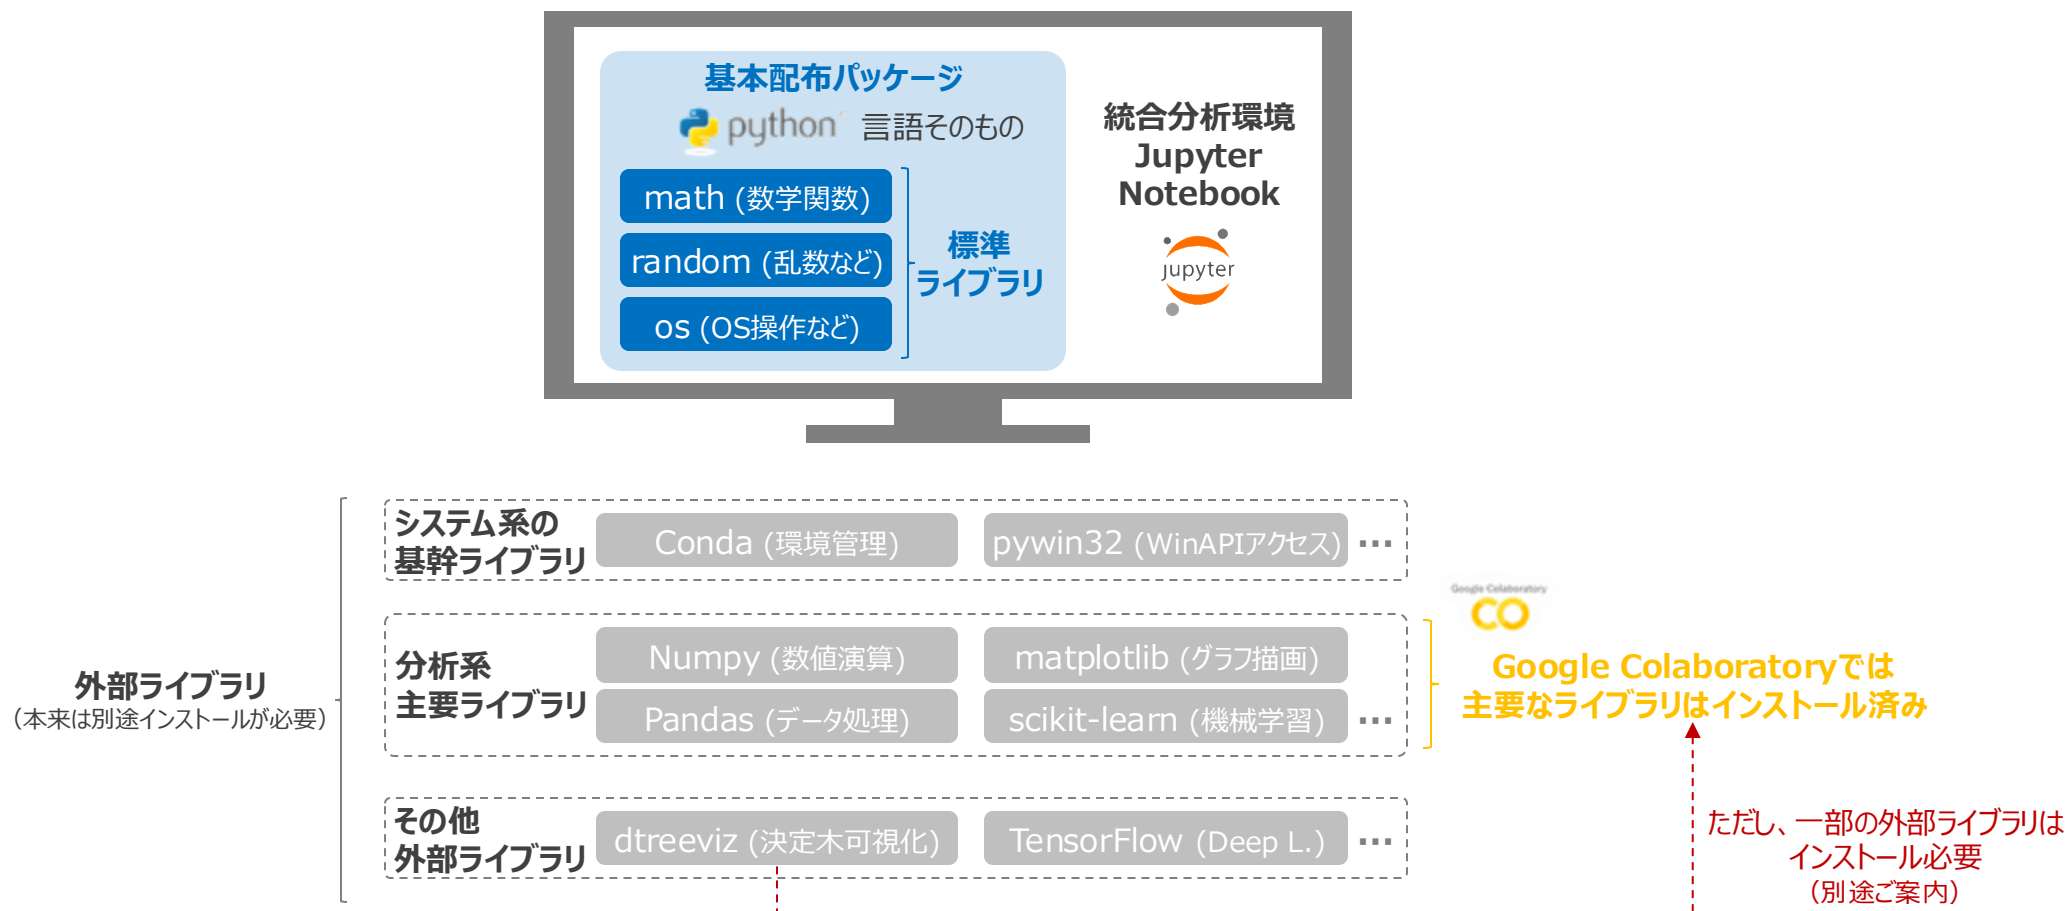 基本配布パッケージ
python 言語そのもの
math (数学関数)
random (乱数など)
os (OS操作など)
標準
ライブラリ
統合分析環境
Jupyter
Notebook
jupyter
外部ライブラリ
（本来は別途インストールが必要）
システム系の
基幹ライブラリ
Conda (環境管理)
pywin32 (WinAPIアクセス)
…
分析系
主要ライブラリ
Numpy (数値演算)
matplotlib (グラフ描画)
Pandas (データ処理)
scikit-learn (機械学習)
…
その他
外部ライブラリ
dtreeviz (決定木可視化)
TensorFlow (Deep L.)
…
Google Colaboratory
CO
Google Colaboratoryでは
主要なライブラリはインストール済み
ただし、一部の外部ライブラリは
インストール必要
（別途ご案内）